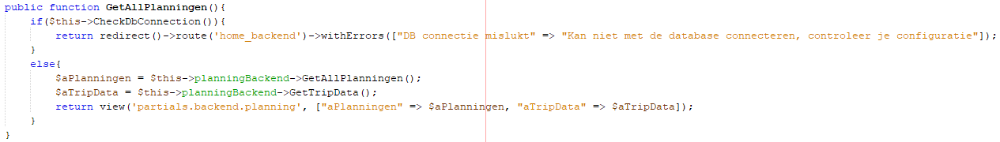 public function GetAllPlanningen(){
if($this->CheckDbConnection()){
return redirect()->route('home_backend')->withErrors(["DB connectie mislukt" => "Kan niet met de database connecteren, controleer je configuratie"]);
}
else{
$aPlanningen = $this->planningBackend->GetAllPlanningen();
$aTripData = $this->planningBackend->GetTripData();
return view('partials.backend.planning', ["aPlanningen" => $aPlanningen, "aTripData" => $aTripData]);
}
}